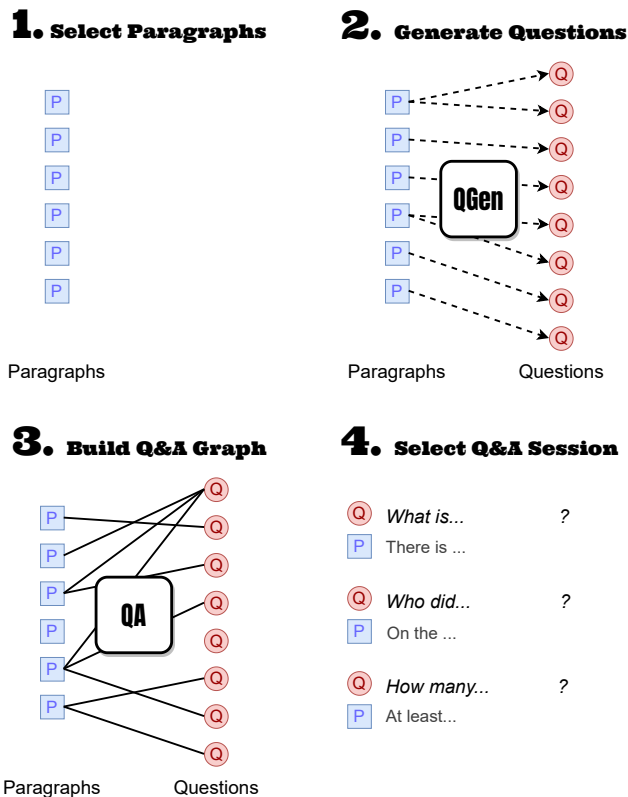 1. Select Paragraphs
P
P
P
P
P
P
Paragraphs
2. Generate Questions
Q
P
Q
P
Q
P
Q
QGen
P
Q
P
Q
P
Q
Q
Paragraphs
Questions
3. Build Q&A Graph
Q
P
Q
P
Q
P
Q
QA
P
Q
P
Q
P
Q
Q
Paragraphs
Questions
4. Select Q&A Session
Q What is... ?
P There is ...
Q Who did... ?
P On the ...
Q How many... ?
P At least...